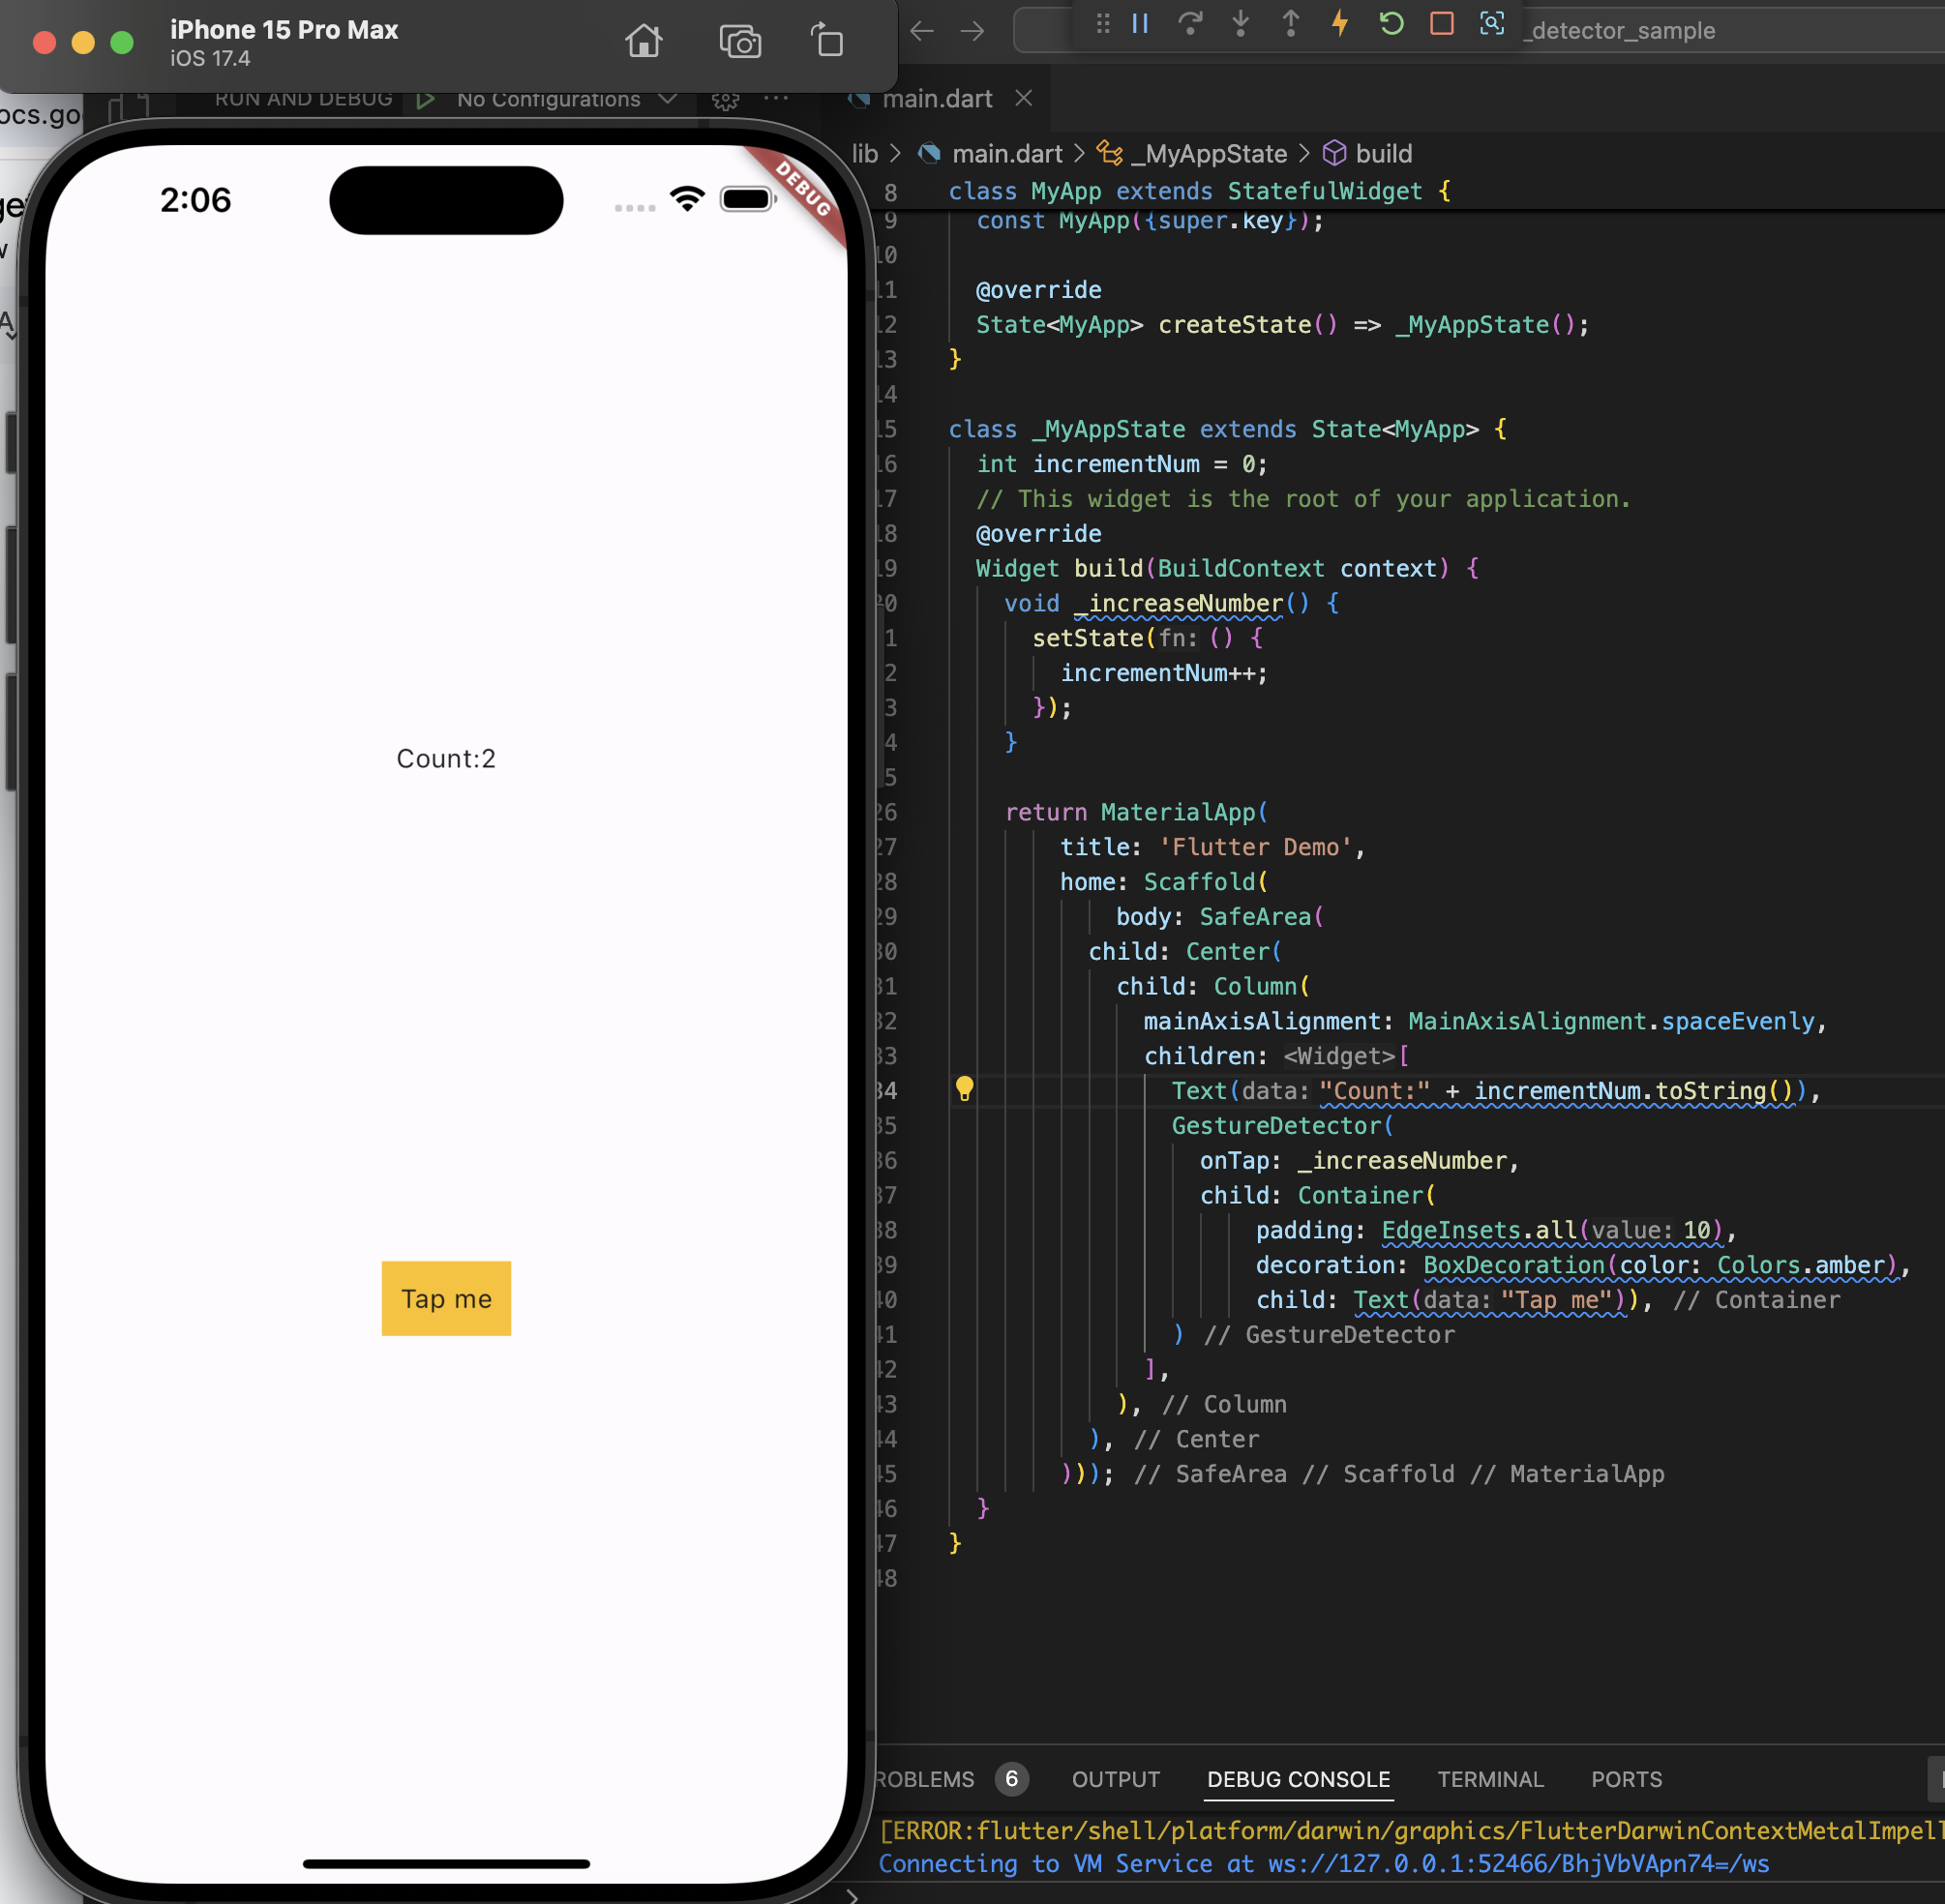 iPhone 15 Pro Max
iOS 17.4
_detector_sample
ocs.go
RUN AND DEBUG
No Configurations
main.dart
lib > main.dart > _MyAppState > build
2:06
DEBUG
Count:2
Tap me
8 class MyApp extends StatefulWidget {
9 const MyApp({super.key});
10
11 @override
12 State<MyApp> createState() => _MyAppState();
13 }
14
15 class _MyAppState extends State<MyApp> {
16 int incrementNum = 0;
17 // This widget is the root of your application.
18 @override
19 Widget build(BuildContext context) {
20 void _increaseNumber() {
1 setState(fn: () {
2 incrementNum++;
3 });
4 }
5
26 return MaterialApp(
27 title: 'Flutter Demo',
28 home: Scaffold(
29 body: SafeArea(
30 child: Center(
31 child: Column(
32 mainAxisAlignment: MainAxisAlignment.spaceEvenly,
33 children: <Widget>[
34 Text(data: "Count:" + incrementNum.toString()),
35 GestureDetector(
36 onTap: _increaseNumber,
37 child: Container(
38 padding: EdgeInsets.all(value: 10),
39 decoration: BoxDecoration(color: Colors.amber),
40 child: Text(data: "Tap me")), // Container
41 ) // GestureDetector
42 ],
43 ), // Column
44 ), // Center
45 ))); // SafeArea // Scaffold // MaterialApp
46 }
47 }
48
ROBLEMS 6 OUTPUT DEBUG CONSOLE TERMINAL PORTS
[ERROR:flutter/shell/platform/darwin/graphics/FlutterDarwinContextMetalImpell
Connecting to VM Service at ws://127.0.0.1:52466/BhjVbVApn74=/ws